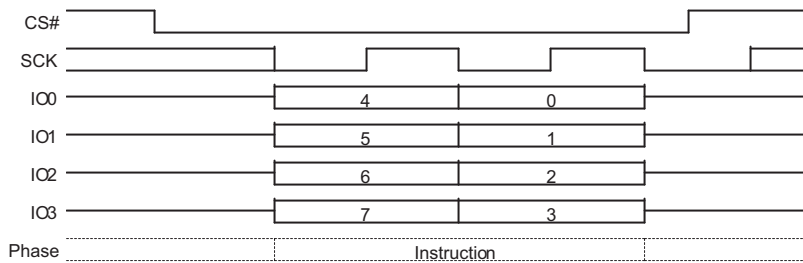 CS#
SCK
IO0 4 0
IO1 5 1
IO2 6 2
IO3 7 3
Phase Instruction